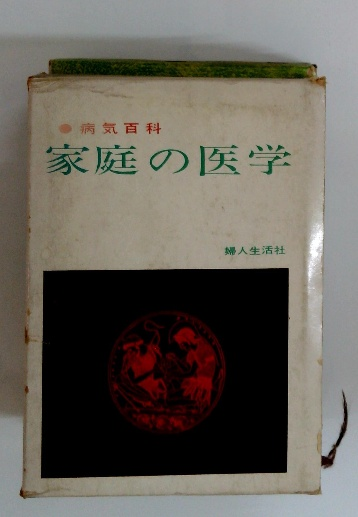 ● 病気百科
家庭の医学
婦人生活社